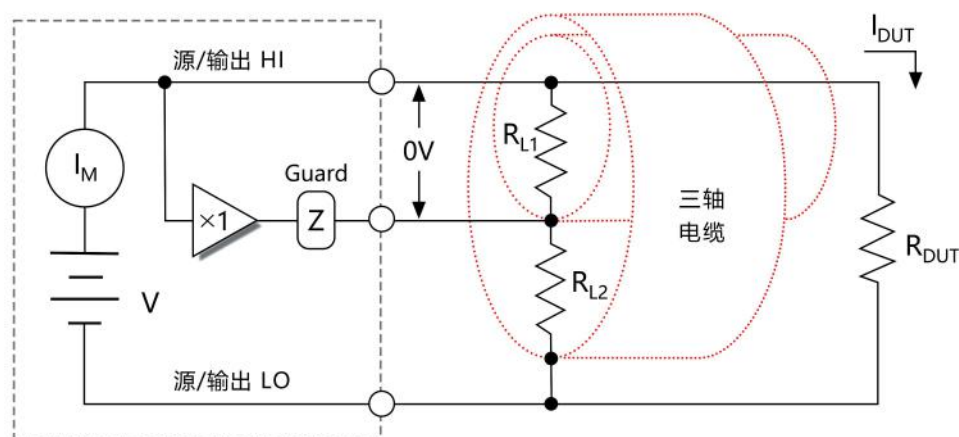 源/输出 HI
I_DUT
I_M
Guard
×1
Z
0V
R_L1
三轴
电缆
R_L2
R_DUT
V
源/输出 LO